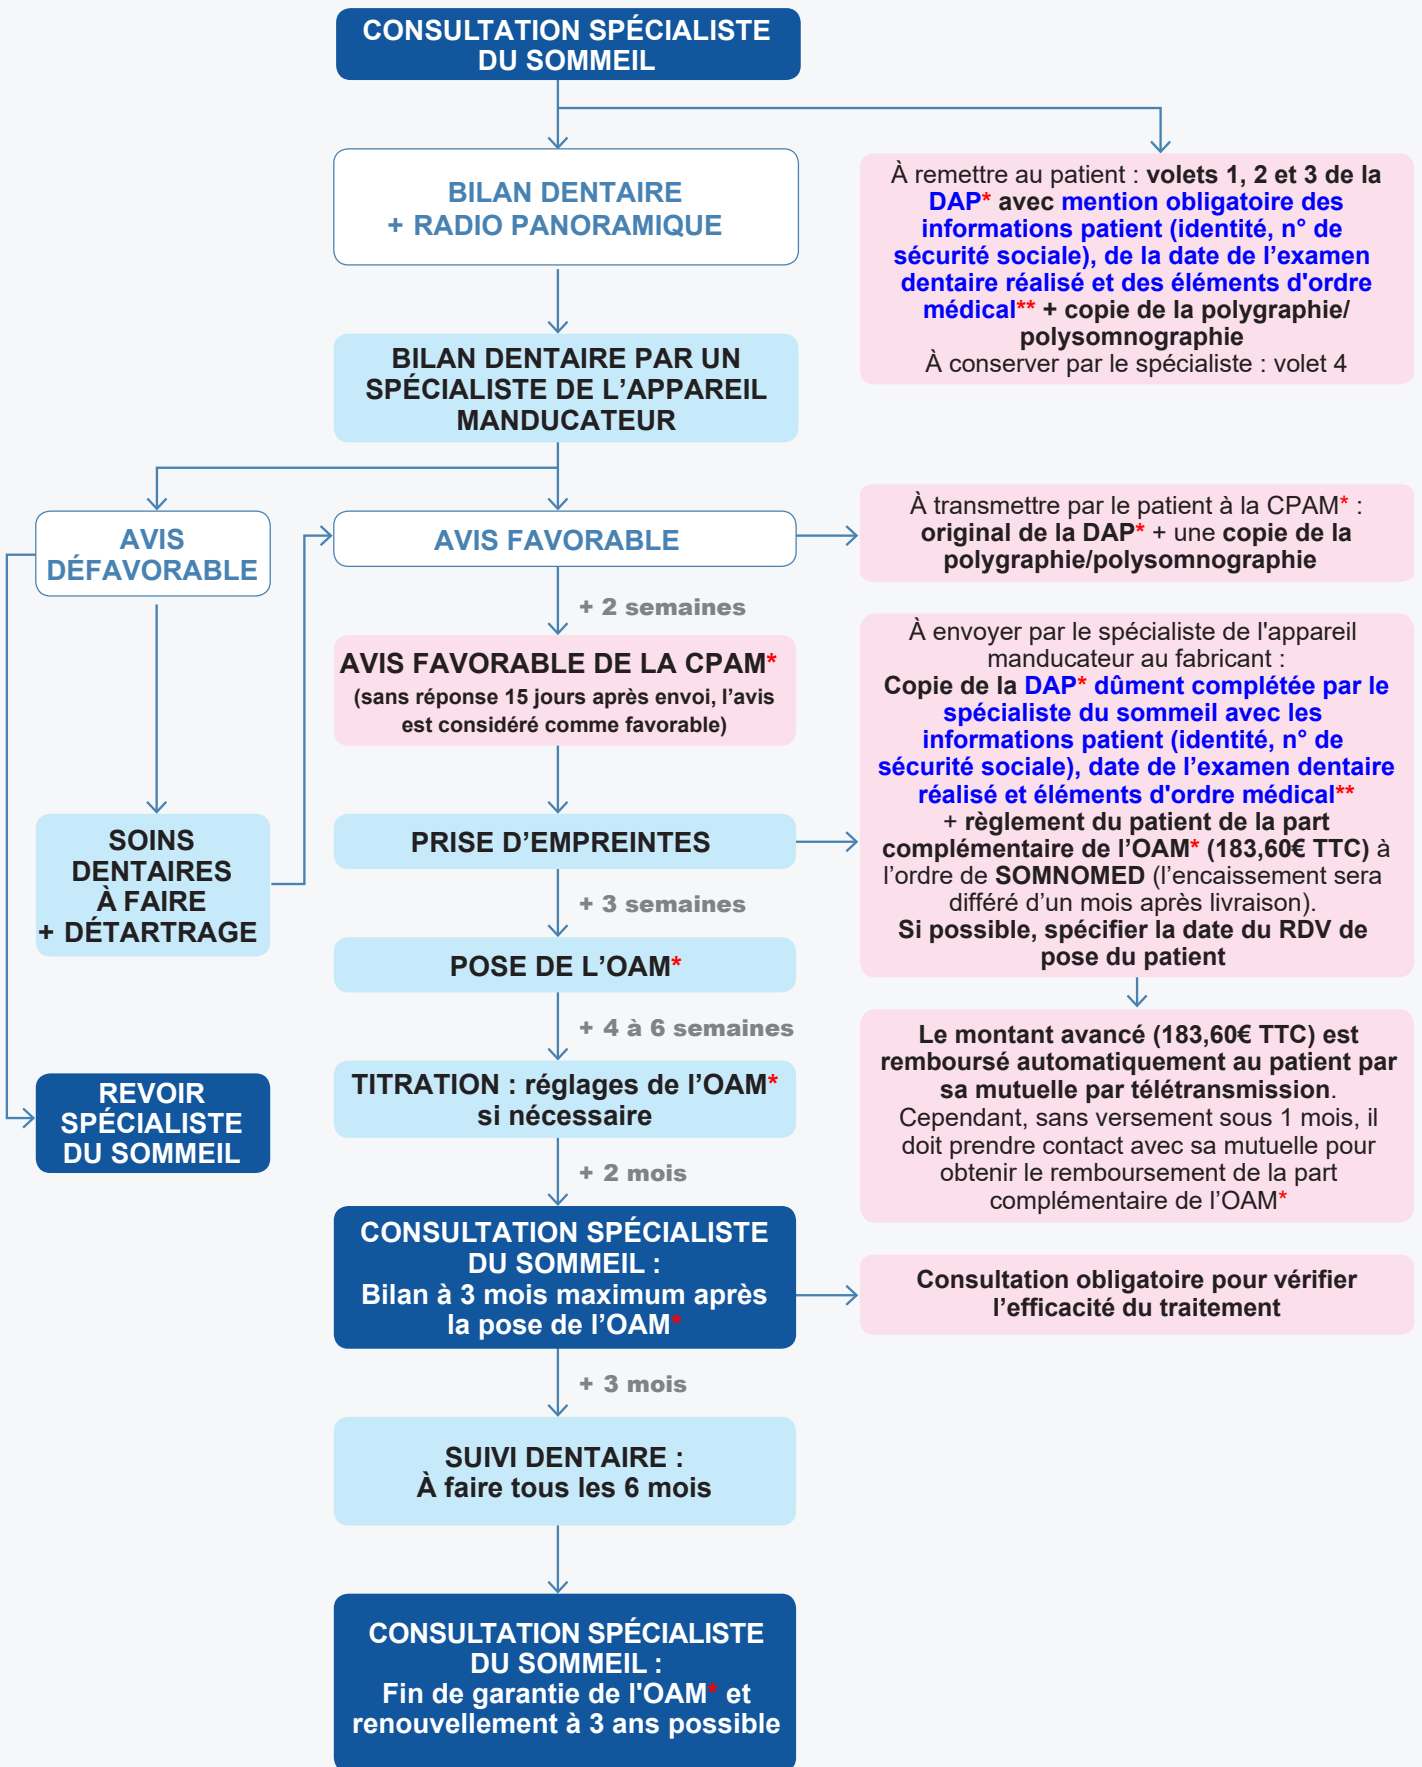 CONSULTATION SPÉCIALISTE
DU SOMMEIL
BILAN DENTAIRE
+ RADIO PANORAMIQUE
À remettre au patient : volets 1, 2 et 3 de la
DAP* avec mention obligatoire des
informations patient (identité, n° de
sécurité sociale), de la date de l’examen
dentaire réalisé et des éléments d'ordre
médical** + copie de la polygraphie/
polysomnographie
À conserver par le spécialiste : volet 4
BILAN DENTAIRE PAR UN
SPÉCIALISTE DE L’APPAREIL
MANDUCATEUR
AVIS
DÉFAVORABLE
AVIS FAVORABLE
À transmettre par le patient à la CPAM* :
original de la DAP* + une copie de la
polygraphie/polysomnographie
+ 2 semaines
AVIS FAVORABLE DE LA CPAM*
(sans réponse 15 jours après envoi, l’avis
est considéré comme favorable)
À envoyer par le spécialiste de l'appareil
manducateur au fabricant :
Copie de la DAP* dûment complétée par le
spécialiste du sommeil avec les
informations patient (identité, n° de
sécurité sociale), date de l’examen dentaire
réalisé et éléments d'ordre médical**
+ règlement du patient de la part
complémentaire de l’OAM* (183,60€ TTC) à
l’ordre de SOMNOMED (l’encaissement sera
différé d’un mois après livraison).
Si possible, spécifier la date du RDV de
pose du patient
SOINS
DENTAIRES
À FAIRE
+ DÉTARTRAGE
PRISE D’EMPREINTES
+ 3 semaines
POSE DE L’OAM*
+ 4 à 6 semaines
Le montant avancé (183,60€ TTC) est
remboursé automatiquement au patient par
sa mutuelle par télétransmission.
Cependant, sans versement sous 1 mois, il
doit prendre contact avec sa mutuelle pour
obtenir le remboursement de la part
complémentaire de l’OAM*
TITRATION : réglages de l’OAM*
si nécessaire
REVOIR
SPÉCIALISTE
DU SOMMEIL
+ 2 mois
CONSULTATION SPÉCIALISTE
DU SOMMEIL :
Bilan à 3 mois maximum après
la pose de l’OAM*
Consultation obligatoire pour vérifier
l’efficacité du traitement
+ 3 mois
SUIVI DENTAIRE :
À faire tous les 6 mois
CONSULTATION SPÉCIALISTE
DU SOMMEIL :
Fin de garantie de l'OAM* et
renouvellement à 3 ans possible